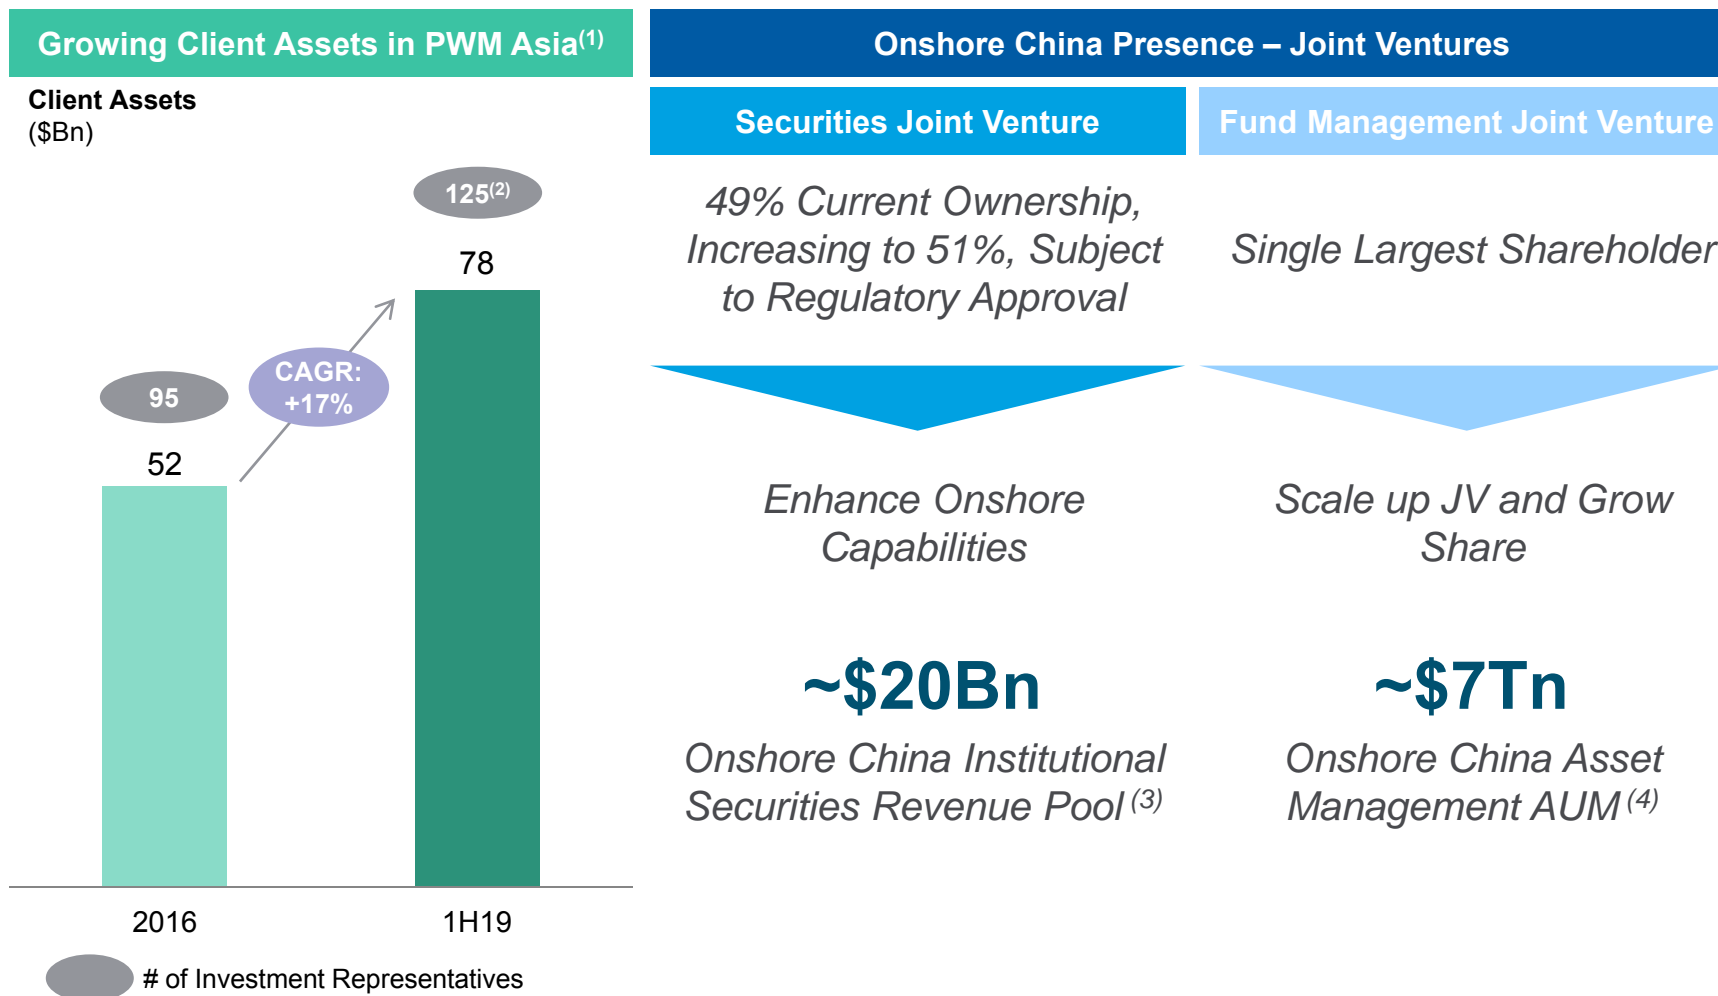 Growing Client Assets in PWM Asia(1)
Client Assets
($Bn)
125(2)
78
CAGR:
+17%
95
52
2016
1H19
# of Investment Representatives
Onshore China Presence – Joint Ventures
Securities Joint Venture
49% Current Ownership,
Increasing to 51%, Subject
to Regulatory Approval
Enhance Onshore
Capabilities
~$20Bn
Onshore China Institutional
Securities Revenue Pool (3)
Fund Management Joint Venture
Single Largest Shareholder
Scale up JV and Grow
Share
~$7Tn
Onshore China Asset
Management AUM (4)